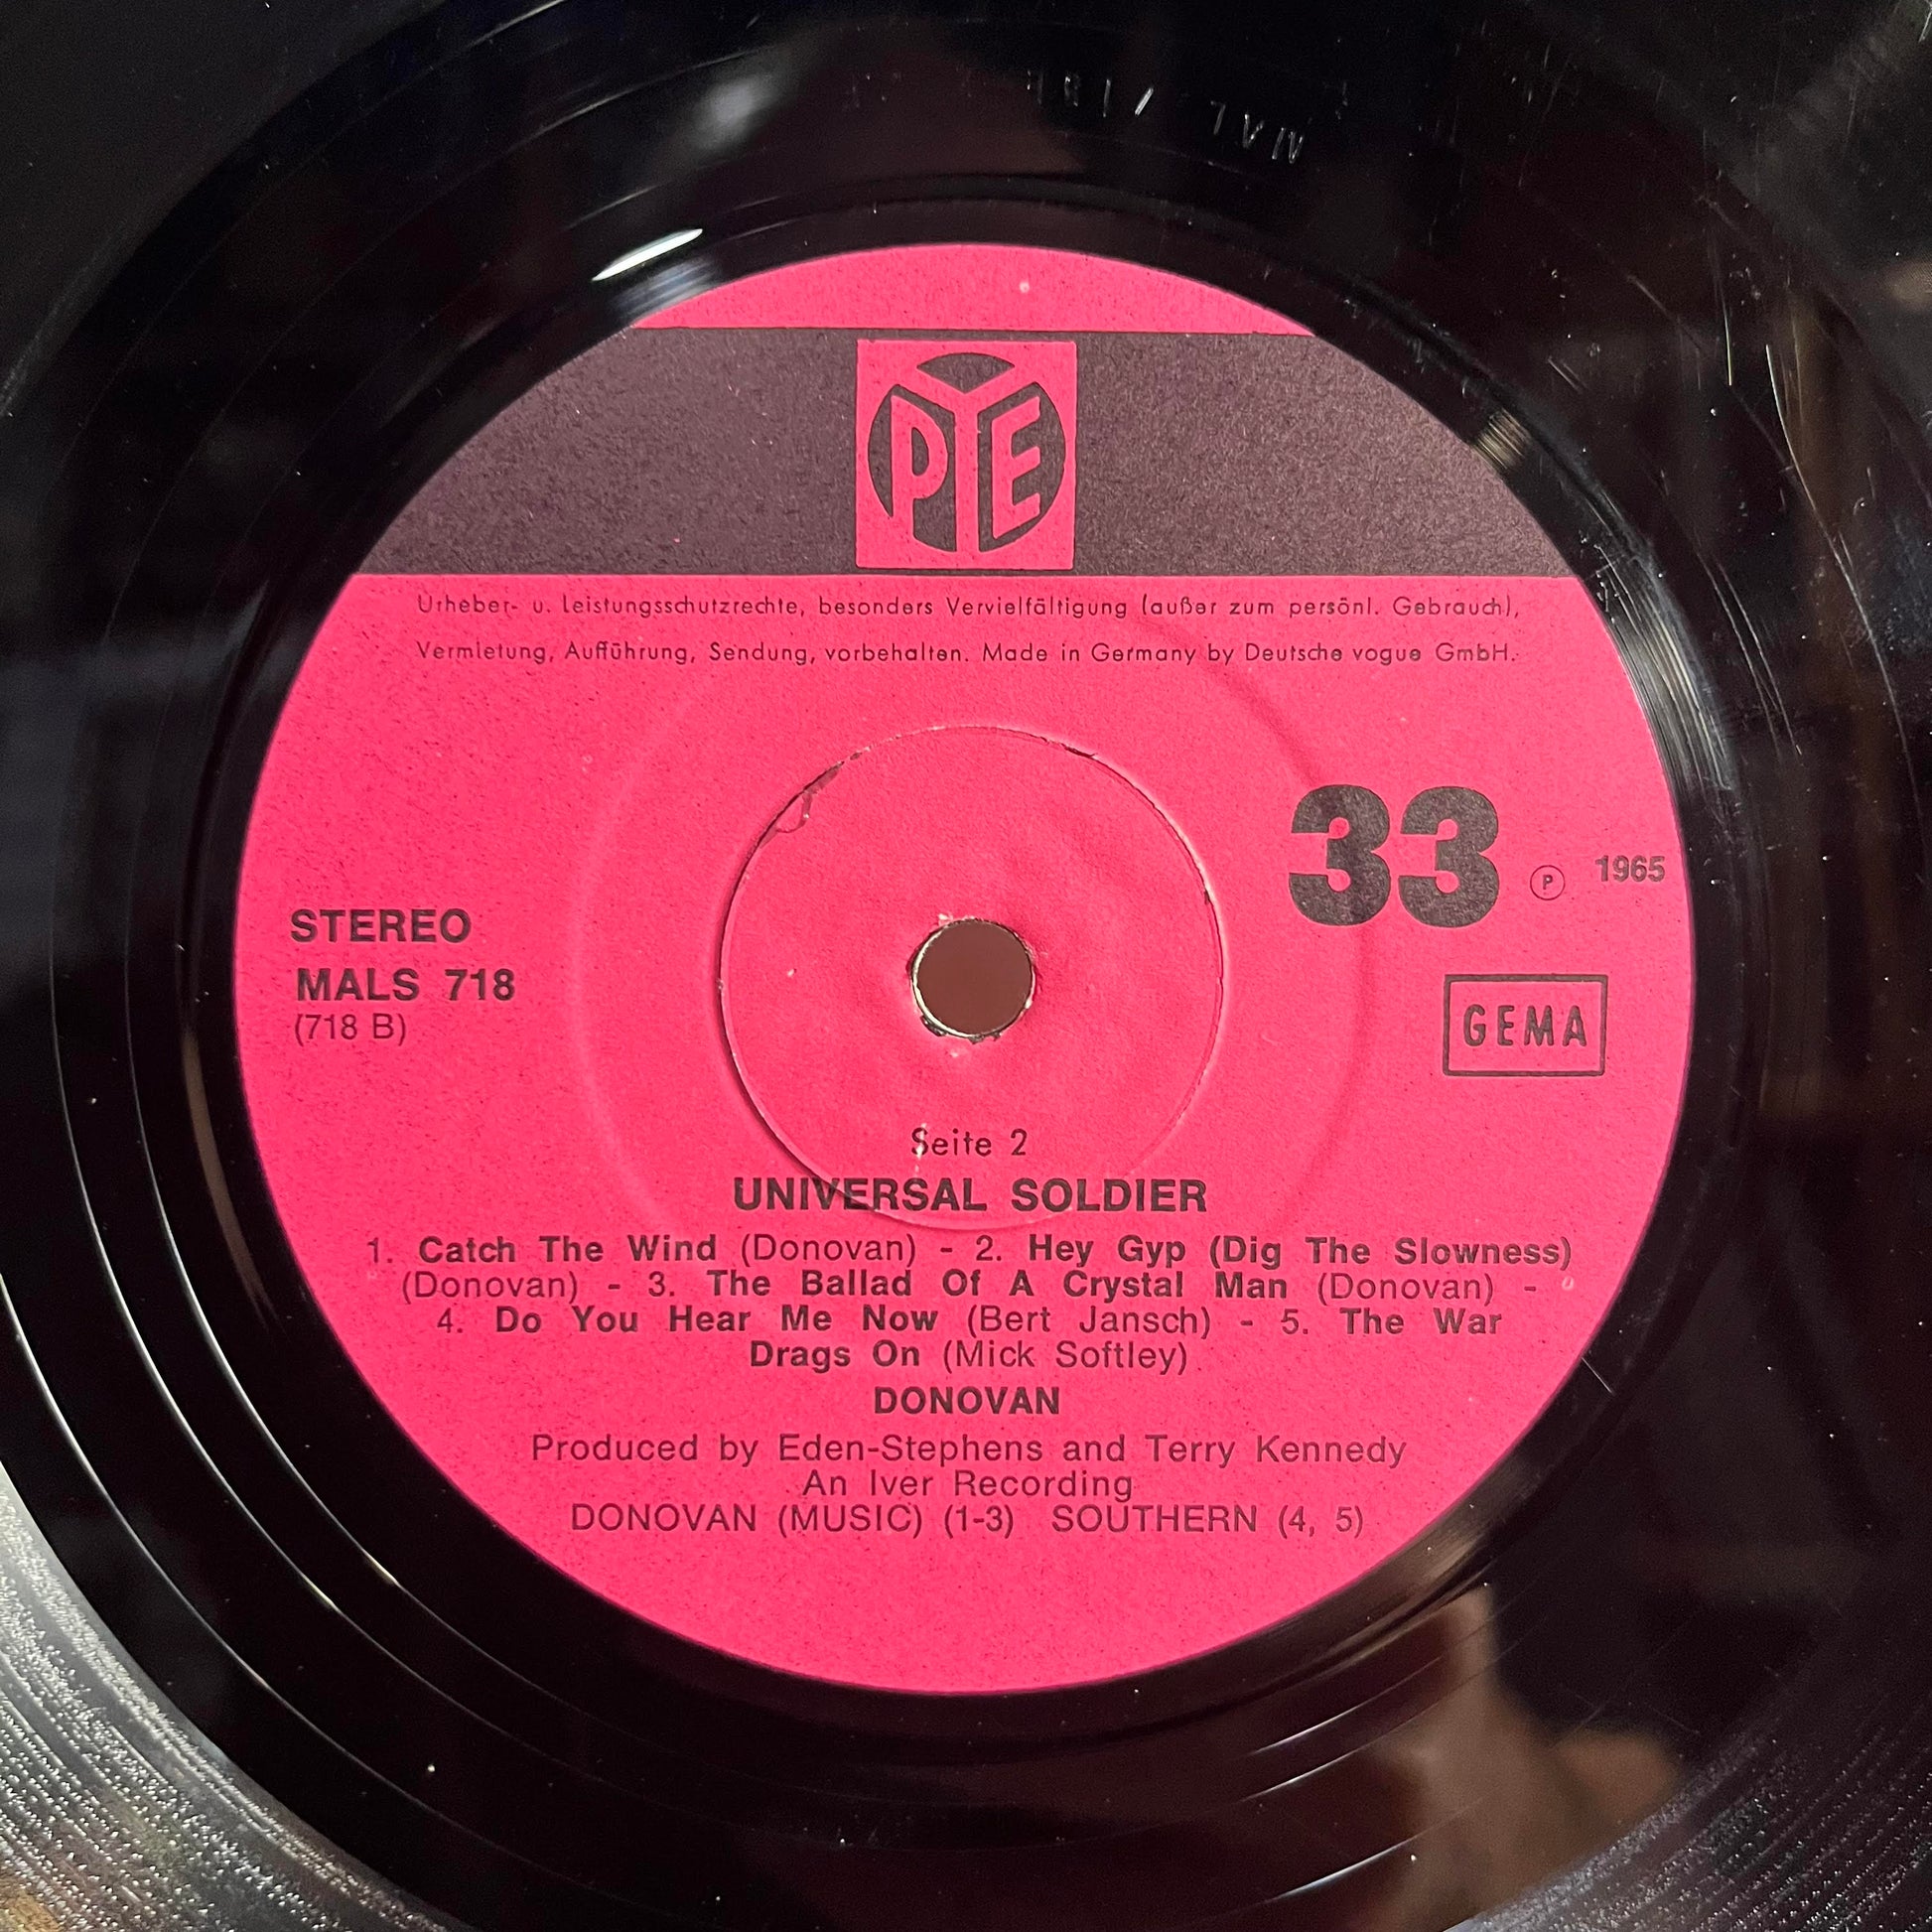 PYE
Urheber- u. Leistungsschutzrechte, besonders Vervielfältigung (außer zum persönl. Gebrauch),
Vermietung, Aufführung, Sendung, vorbehalten. Made in Germany by Deutsche vogue GmbH.
33 Ⓟ 1965
STEREO
MALS 718
(718 B)
GEMA
Seite 2
UNIVERSAL SOLDIER
1. Catch The Wind (Donovan) - 2. Hey Gyp (Dig The Slowness)
(Donovan) - 3. The Ballad Of A Crystal Man (Donovan) -
4. Do You Hear Me Now (Bert Jansch) - 5. The War
Drags On (Mick Softley)
DONOVAN
Produced by Eden-Stephens and Terry Kennedy
An Iver Recording
DONOVAN (MUSIC) (1-3) SOUTHERN (4, 5)